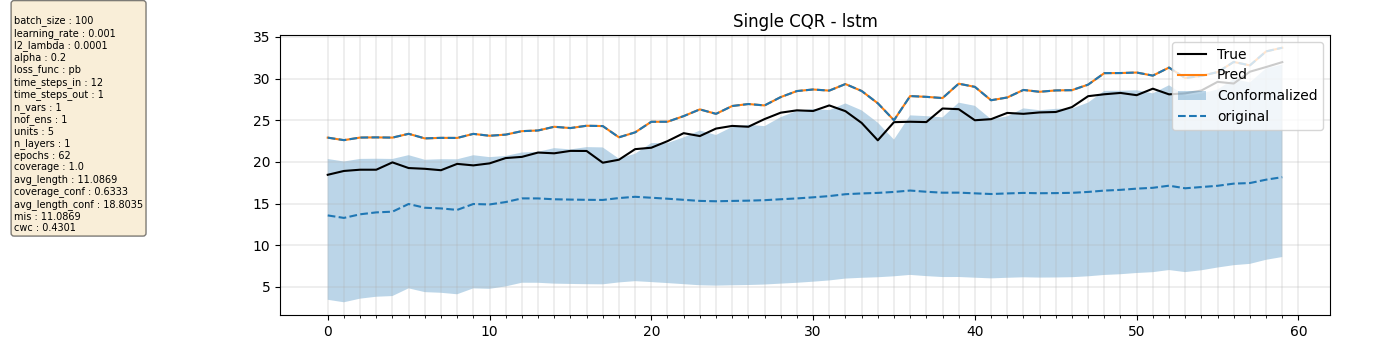 batch_size : 100
learning_rate : 0.001
l2_lambda : 0.0001
alpha : 0.2
loss_func : pb
time_steps_in : 12
time_steps_out : 1
n_vars : 1
nof_ens : 1
units : 5
n_layers : 1
epochs : 62
coverage : 1.0
avg_length : 11.0869
coverage_conf : 0.6333
avg_length_conf : 18.8035
mis : 11.0869
cwc : 0.4301
Single CQR - lstm
35
30
25
20
15
10
5
0
10
20
30
40
50
60
True
Pred
Conformalized
original